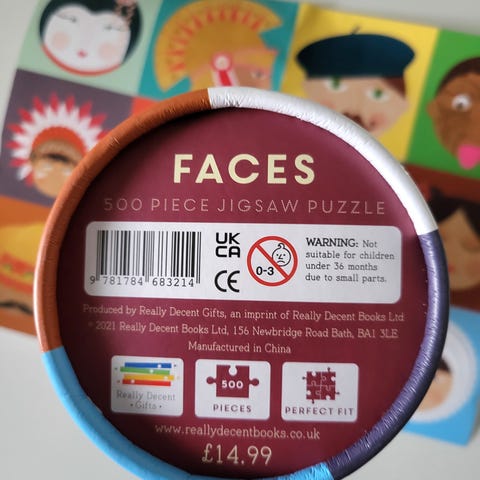 FACES
500 PIECE JIGSAW PUZZLE
9 781784 683214
UK
CA
CE
0-3
WARNING: Not
suitable for children
under 36 months
due to small parts.
Produced by Really Decent Gifts, an imprint of Really Decent Books Ltd
© 2021 Really Decent Books Ltd, 156 Newbridge Road Bath, BA1 3LE
Manufactured in China
Really Decent
· Gifts ·
500
PIECES
PERFECT FIT
www.reallydecentbooks.co.uk
£14.99